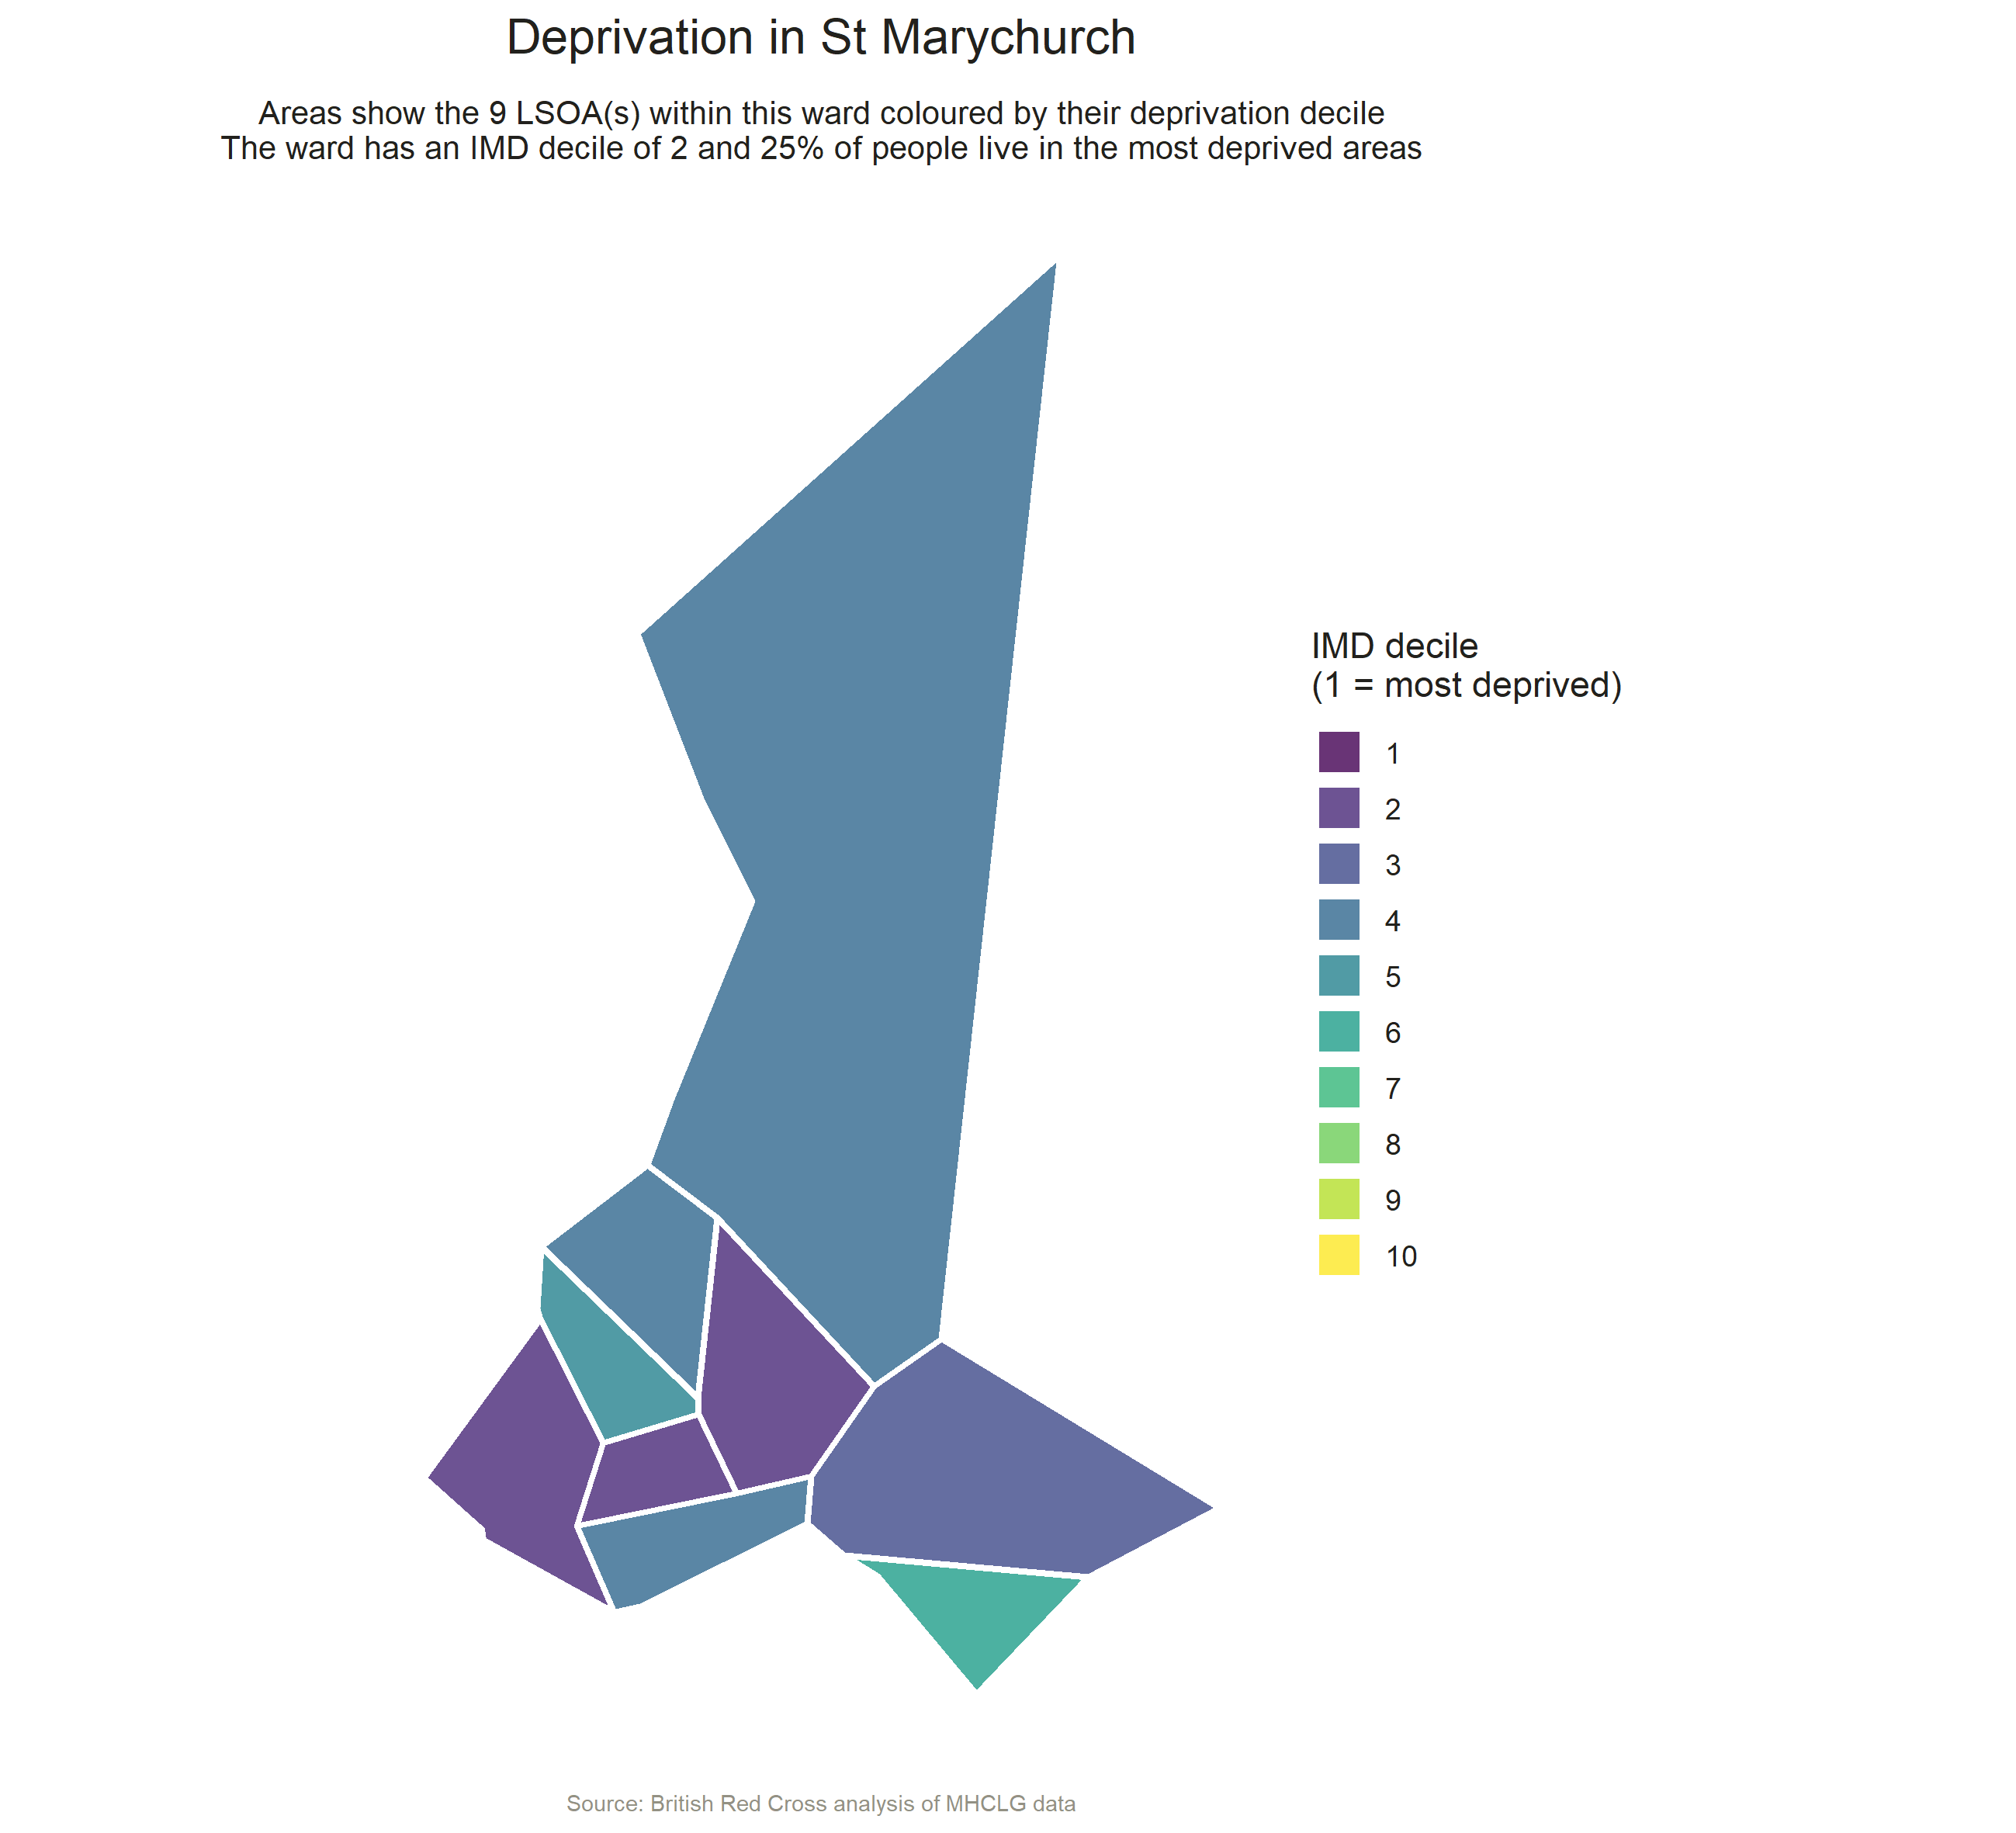 Deprivation in St Marychurch
Areas show the 9 LSOA(s) within this ward coloured by their deprivation decile
The ward has an IMD decile of 2 and 25% of people live in the most deprived areas
IMD decile
(1 = most deprived)
1
2
3
4
5
6
7
8
9
10
Source: British Red Cross analysis of MHCLG data